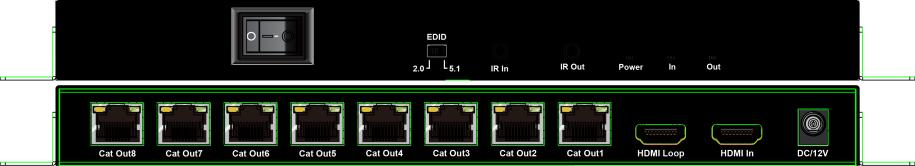 EDID
2.0 5.1 IR In IR Out Power In Out
Cat Out8 Cat Out7 Cat Out6 Cat Out5 Cat Out4 Cat Out3 Cat Out2 Cat Out1 HDMI Loop HDMI In DC/12V